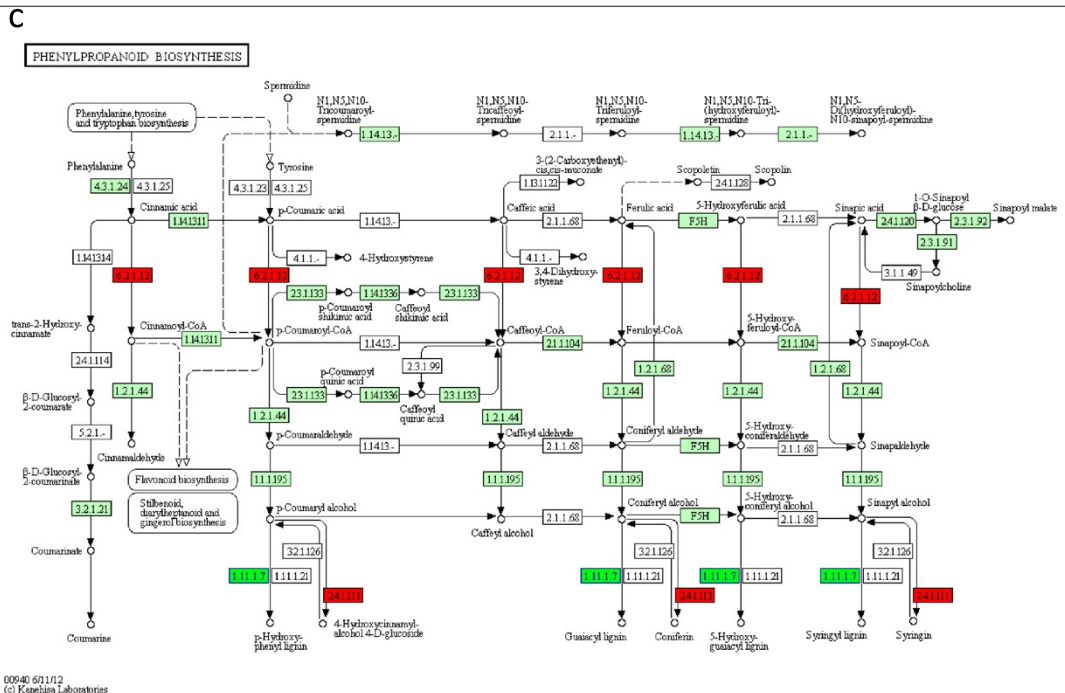 C
PHENYLPROPANOID BIOSYNTHESIS
Phenylalanine, tyrosine
and tryptophan biosynthesis
Spermidine
N1,N5,N10-
Tricoumaroyl-
spermidine
N1,N5,N10-
Tricaffeoyl-
spermidine
N1,N5,N10-
Triferuloyl-
spermidine
N1,N5,N10-Tri-
(hydroxyferuloyl)-
spermidine
N1,N5-
Di(hydroxyferuloyl)-
N10-sinapoyl-spermidine
1.14.13.-
2.1.1.-
1.14.13.-
2.1.1.-
Phenylalanine
Tyrosine
3-(2-Carboxyethenyl)-
cis,cis-muconate
Scopoletin
Scopolin
4.3.1.24
4.3.1.25
4.3.1.23
4.3.1.25
1.13.11.22
2.4.1.128
Cinnamic acid
p-Coumaric acid
Caffeic acid
Ferulic acid
5-Hydroxyferulic acid
Sinapic acid
1-O-Sinapoyl
β-D-glucose
Sinapoyl malate
1.14.13.11
1.14.13.-
2.1.1.68
F5H
2.1.1.68
2.4.1.120
2.3.1.92
2.3.1.91
1.14.13.14
4.1.1.-
4-Hydroxystyrene
4.1.1.-
3,4-Dihydroxy-
styrene
3.1.1.49
Sinapoylcholine
6.2.1.12
6.2.1.12
6.2.1.12
6.2.1.12
6.2.1.12
6.2.1.12
2.3.1.133
1.14.13.36
2.3.1.133
p-Coumaroyl
shikimic acid
Caffeoyl
shikimic acid
trans-2-Hydroxy-
cinnamate
Cinnamoyl-CoA
p-Coumaroyl-CoA
Caffeoyl-CoA
Feruloyl-CoA
5-Hydroxy-
feruloyl-CoA
Sinapoyl-CoA
1.14.13.11
1.14.13.-
2.1.1.104
2.1.1.104
2.4.1.114
2.3.1.99
1.2.1.68
1.2.1.68
p-Coumaroyl
quinic acid
Caffeoyl
quinic acid
2.3.1.133
1.14.13.36
2.3.1.133
1.2.1.44
1.2.1.44
1.2.1.44
1.2.1.44
1.2.1.44
1.2.1.44
β-D-Glucosyl-
2-coumarate
5.2.1.-
Cinnamaldehyde
p-Coumaraldehyde
Caffeyl aldehyde
Coniferyl aldehyde
5-Hydroxy-
coniferaldehyde
Sinapaldehyde
1.14.13.-
2.1.1.68
F5H
2.1.1.68
β-D-Glucosyl-
2-coumarinate
Flavonoid biosynthesis
Stilbenoid,
diarylheptanoid and
gingerol biosynthesis
1.1.1.195
1.1.1.195
1.1.1.195
1.1.1.195
1.1.1.195
3.2.1.21
p-Coumaryl alcohol
Caffeyl alcohol
Coniferyl alcohol
5-Hydroxy-
coniferyl alcohol
Sinapyl alcohol
2.1.1.68
F5H
2.1.1.68
Coumarinate
3.2.1.126
3.2.1.126
3.2.1.126
1.11.1.7
1.11.1.21
1.11.1.7
1.11.1.21
1.11.1.7
1.11.1.21
1.11.1.7
1.11.1.21
2.4.1.111
2.4.1.111
2.4.1.111
Coumarine
p-Hydroxy-
phenyl lignin
4-Hydroxycinnamyl-
alcohol 4-D-glucoside
Guaiacyl lignin
Coniferin
5-Hydroxy-
guaiacyl lignin
Syringyl lignin
Syringin
00940 6/11/12
(c) Kanehisa Laboratories